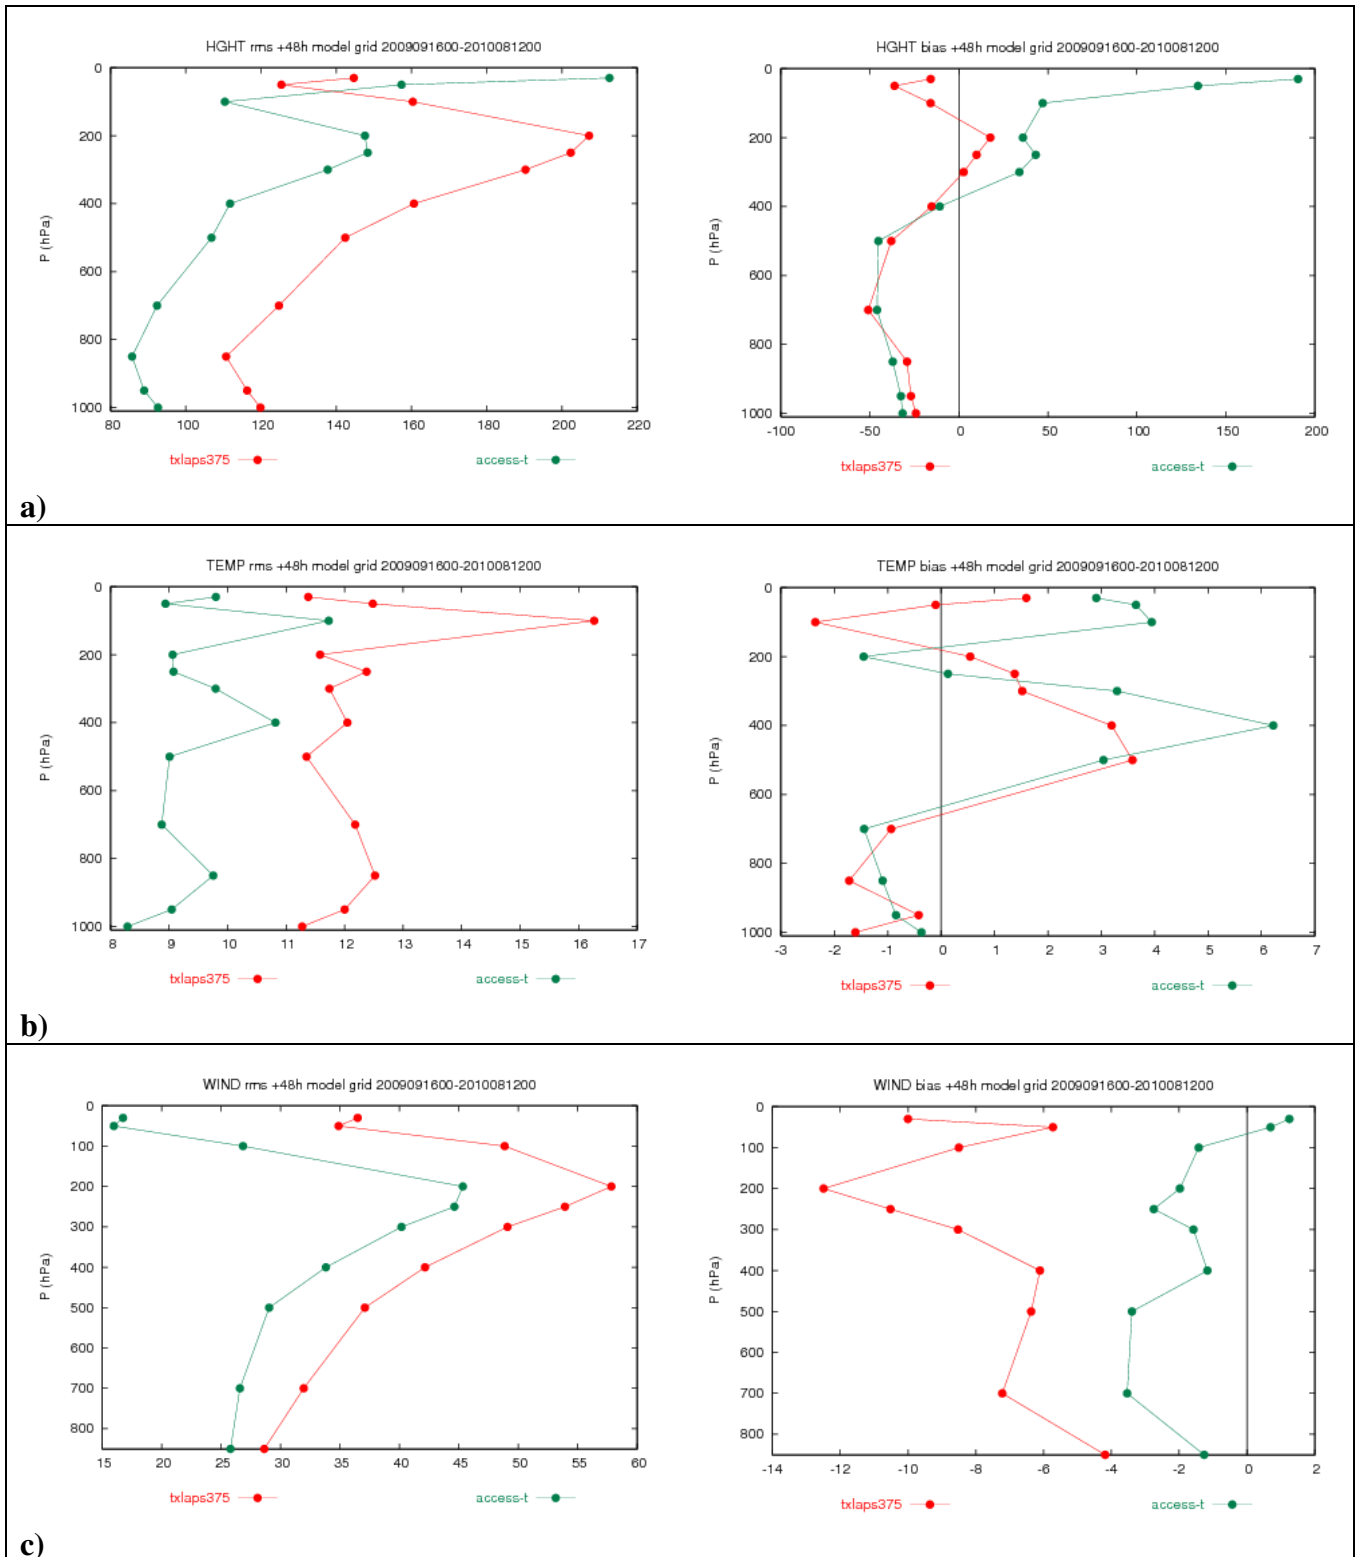 HGHT rms +48h model grid 2009091600-2010081200
0
200
400
600
800
1000
P (hPa)
80 100 120 140 160 180 200 220
txlaps375 access-t
HGHT bias +48h model grid 2009091600-2010081200
0
200
400
600
800
1000
P (hPa)
-100 -50 0 50 100 150 200
txlaps375 access-t
a)
TEMP rms +48h model grid 2009091600-2010081200
0
200
400
600
800
1000
P (hPa)
8 9 10 11 12 13 14 15 16 17
txlaps375 access-t
TEMP bias +48h model grid 2009091600-2010081200
0
200
400
600
800
1000
P (hPa)
-3 -2 -1 0 1 2 3 4 5 6 7
txlaps375 access-t
b)
WIND rms +48h model grid 2009091600-2010081200
0
100
200
300
400
500
600
700
800
P (hPa)
15 20 25 30 35 40 45 50 55 60
txlaps375 access-t
WIND bias +48h model grid 2009091600-2010081200
0
100
200
300
400
500
600
700
800
P (hPa)
-14 -12 -10 -8 -6 -4 -2 0 2
txlaps375 access-t
c)